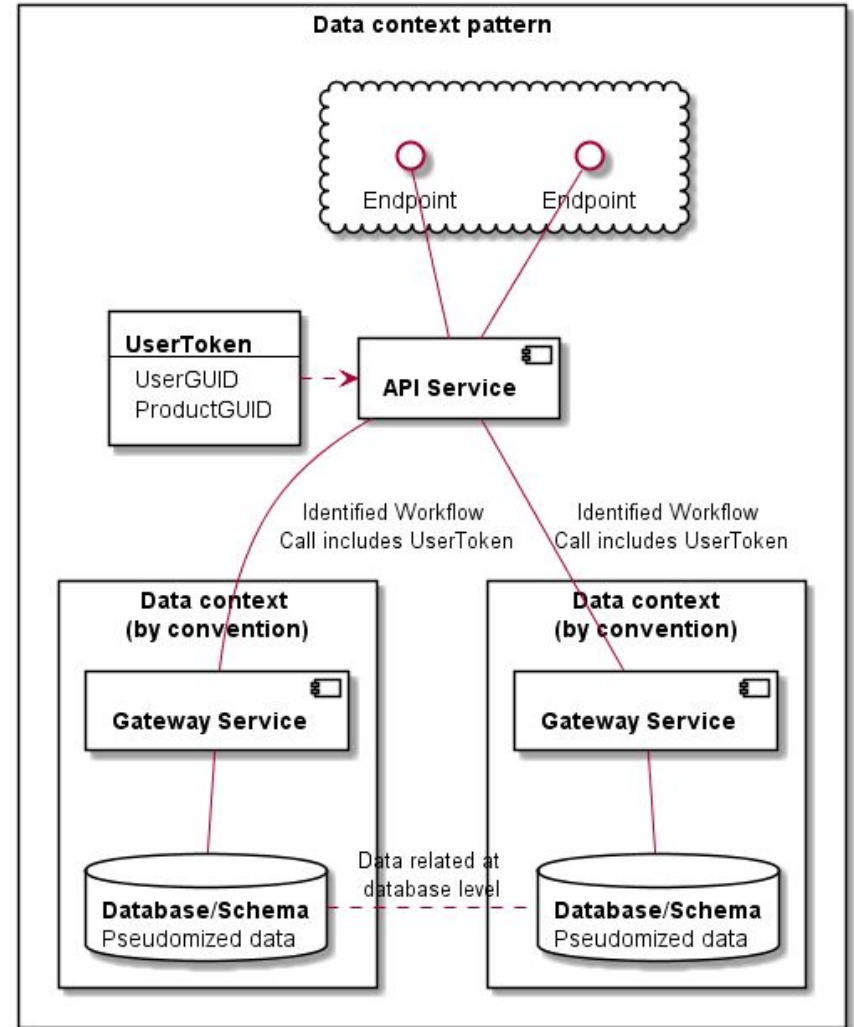 Data context pattern
Endpoint
Endpoint
UserToken
UserGUID
ProductGUID
API Service
Identified Workflow
Call includes UserToken
Identified Workflow
Call includes UserToken
Data context
(by convention)
Data context
(by convention)
Gateway Service
Gateway Service
Data related at
database level
Database/Schema
Pseudomized data
Database/Schema
Pseudomized data